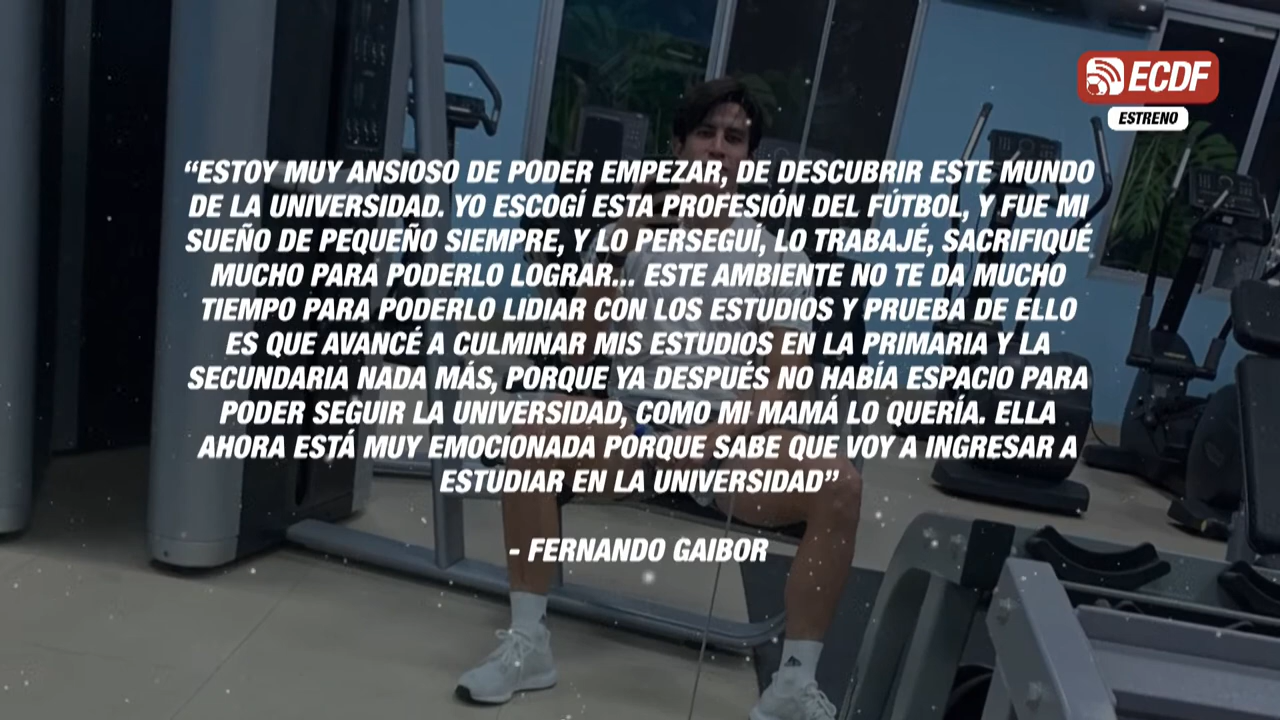 ECDF
ESTRENO
“ESTOY MUY ANSIOSO DE PODER EMPEZAR, DE DESCUBRIR ESTE MUNDO
DE LA UNIVERSIDAD. YO ESCOGÍ ESTA PROFESIÓN DEL FÚTBOL, Y FUE MI
SUEÑO DE PEQUEÑO SIEMPRE, Y LO PERSEGUÍ, LO TRABAJÉ, SACRIFIQUÉ
MUCHO PARA PODERLO LOGRAR... ESTE AMBIENTE NO TE DA MUCHO
TIEMPO PARA PODERLO LIDIAR CON LOS ESTUDIOS Y PRUEBA DE ELLO
ES QUE AVANCÉ A CULMINAR MIS ESTUDIOS EN LA PRIMARIA Y LA
SECUNDARIA NADA MÁS, PORQUE YA DESPUÉS NO HABÍA ESPACIO PARA
PODER SEGUIR LA UNIVERSIDAD, COMO MI MAMÁ LO QUERÍA. ELLA
AHORA ESTÁ MUY EMOCIONADA PORQUE SABE QUE VOY A INGRESAR A
ESTUDIAR EN LA UNIVERSIDAD”
- FERNANDO GAIBOR